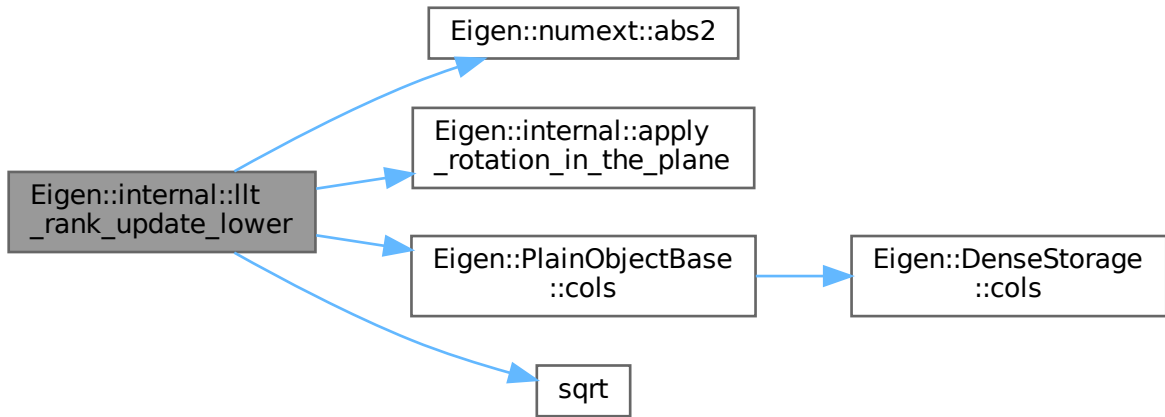 Eigen::numext::abs2
Eigen::internal::apply
_rotation_in_the_plane
Eigen::internal::llt
_rank_update_lower
Eigen::PlainObjectBase
::cols
Eigen::DenseStorage
::cols
sqrt